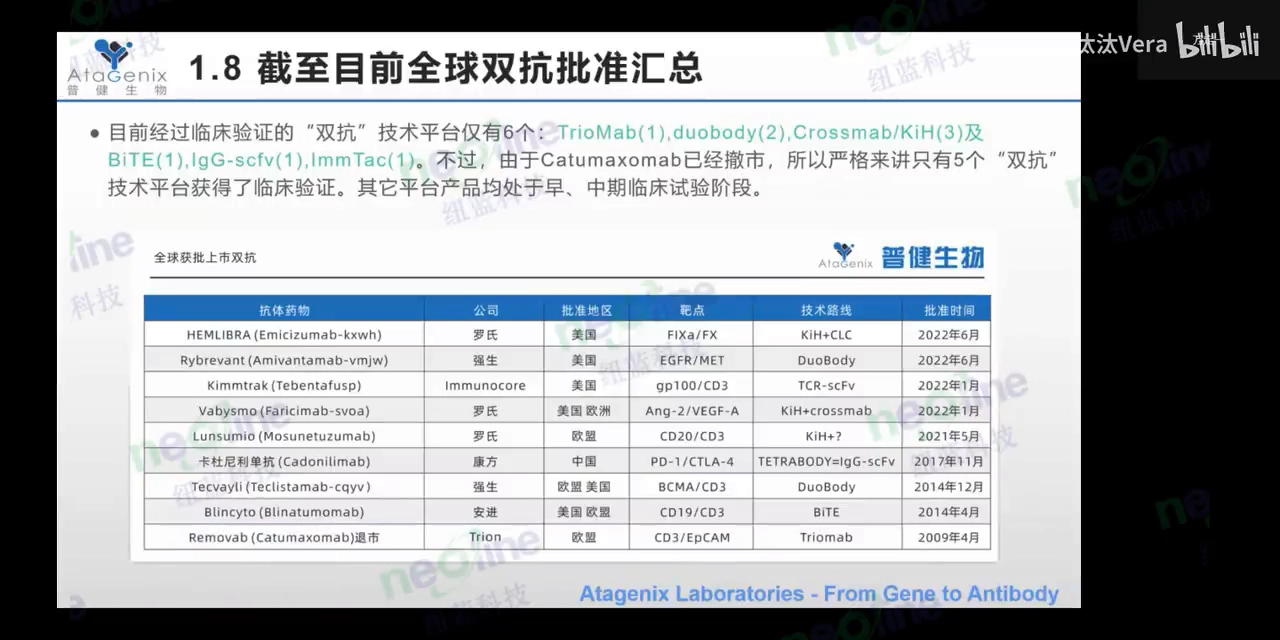 汰汰Vera bilibili
AtaGenix
普健生物
1.8 截至目前全球双抗批准汇总
● 目前经过临床验证的“双抗”技术平台仅有6个：TrioMab(1),duobody(2),Crossmab/KiH(3)及
BiTE(1),IgG-scfv(1),ImmTac(1)。不过，由于Catumaxomab已经撤市，所以严格来讲只有5个“双抗”
技术平台获得了临床验证。其它平台产品均处于早、中期临床试验阶段。
全球获批上市双抗 AtaGenix 普健生物
抗体药物 公司 批准地区 靶点 技术路线 批准时间
HEMLIBRA (Emicizumab-kxwh) 罗氏 美国 FIXa/FX KiH+CLC 2022年6月
Rybrevant (Amivantamab-vmjw) 强生 美国 EGFR/MET DuoBody 2022年6月
Kimmtrak (Tebentafusp) Immunocore 美国 gp100/CD3 TCR-scFv 2022年1月
Vabysmo (Faricimab-svoa) 罗氏 美国 欧洲 Ang-2/VEGF-A KiH+crossmab 2022年1月
Lunsumio (Mosunetuzumab) 罗氏 欧盟 CD20/CD3 KiH+? 2021年5月
卡杜尼利单抗 (Cadonilimab) 康方 中国 PD-1/CTLA-4 TETRABODY=IgG-scFv 2017年11月
Tecvayli (Teclistamab-cqyv) 强生 欧盟 美国 BCMA/CD3 DuoBody 2014年12月
Blincyto (Blinatumomab) 安进 美国 欧盟 CD19/CD3 BiTE 2014年4月
Removab (Catumaxomab)退市 Trion 欧盟 CD3/EpCAM Triomab 2009年4月
Atagenix Laboratories - From Gene to Antibody
neoline
纽蓝科技